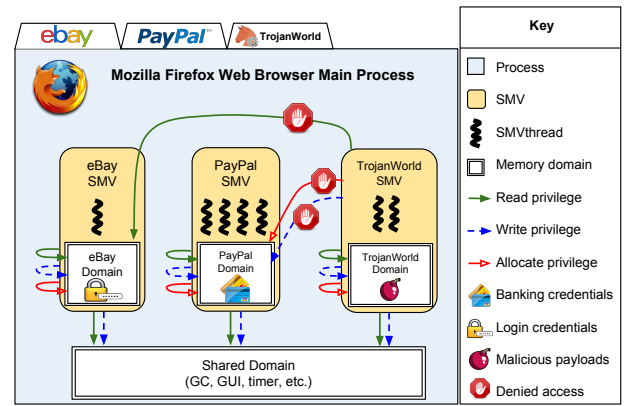 ebay
PayPal™
TrojanWorld
Mozilla Firefox Web Browser Main Process
eBay
SMV
PayPal
SMV
TrojanWorld
SMV
eBay
Domain
PayPal
Domain
TrojanWorld
Domain
Shared Domain
(GC, GUI, timer, etc.)
Key
Process
SMV
SMVthread
Memory domain
Read privilege
Write privilege
Allocate privilege
Banking credentials
Login credentials
Malicious payloads
Denied access